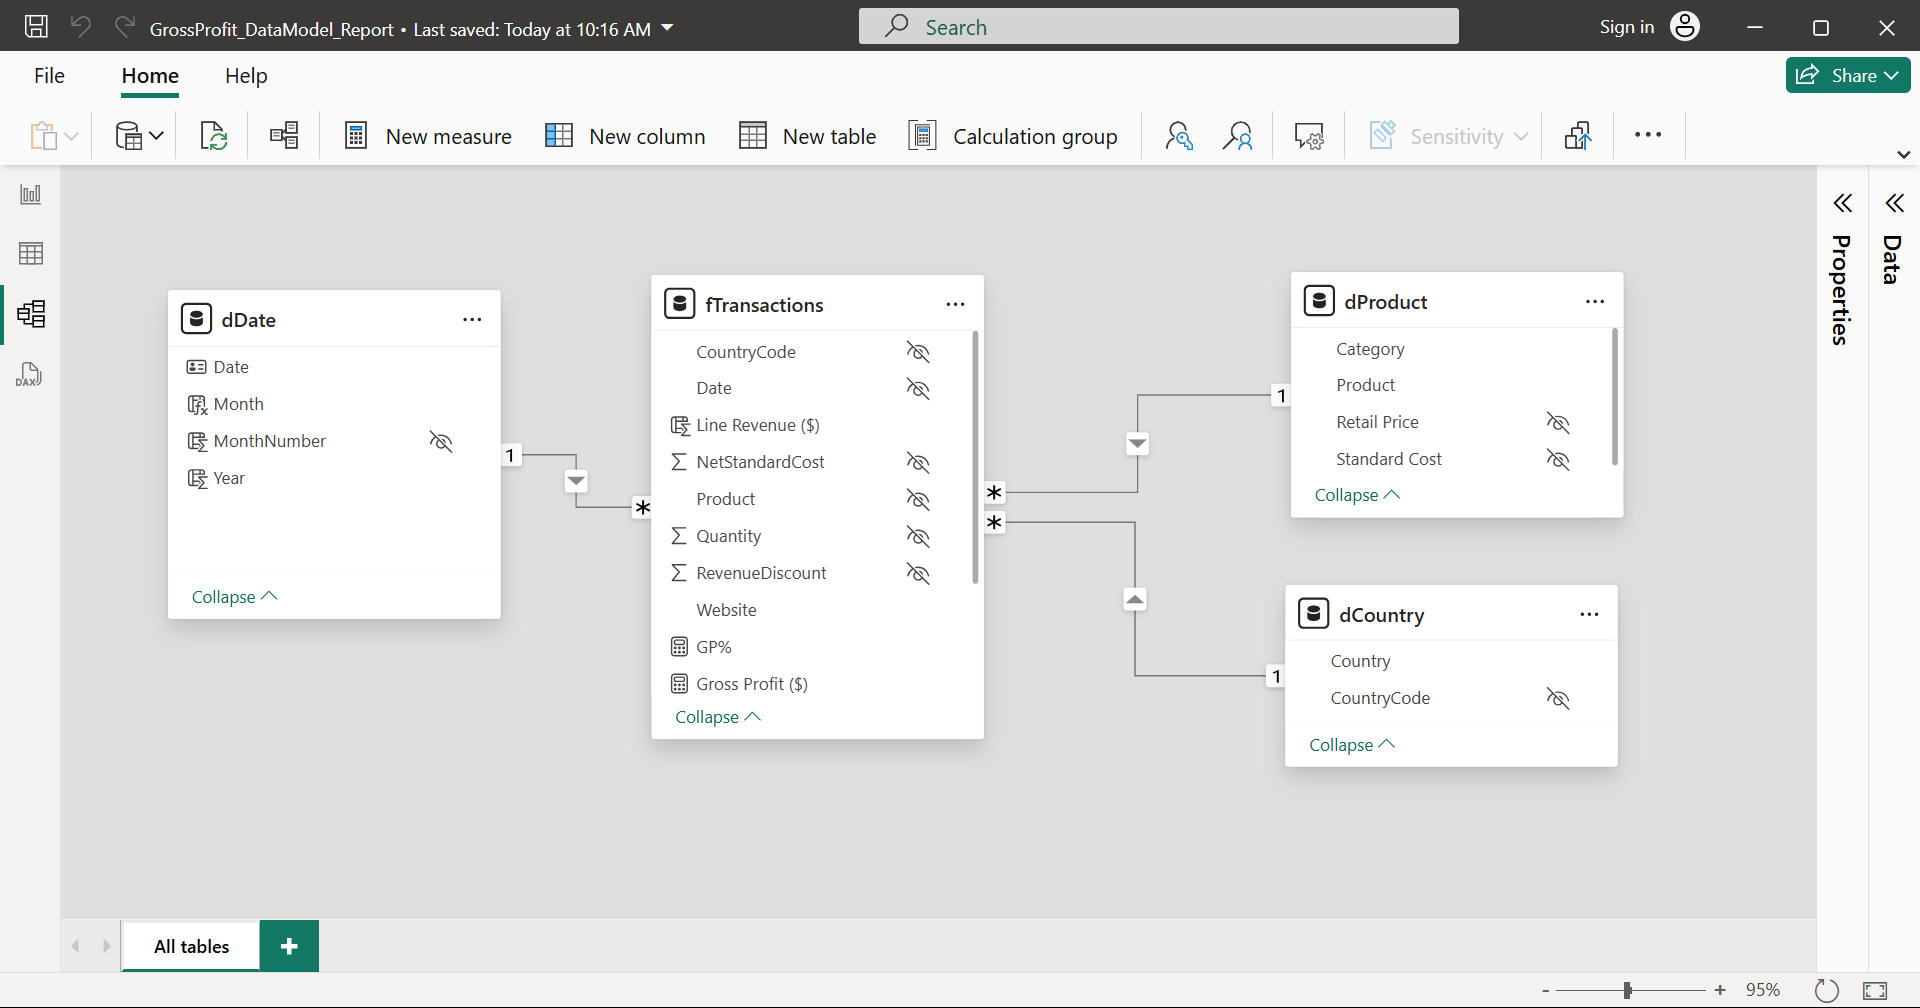 GrossProfit_DataModel_Report • Last saved: Today at 10:16 AM
Search
Sign in
File
Home
Help
Share
New measure
New column
New table
Calculation group
Sensitivity
DAX
dDate
Date
Month
MonthNumber
Year
Collapse
1
*
fTransactions
CountryCode
Date
Line Revenue ($)
NetStandardCost
Product
Quantity
RevenueDiscount
Website
GP%
Gross Profit ($)
Collapse
*
*
1
1
dProduct
Category
Product
Retail Price
Standard Cost
Collapse
dCountry
Country
CountryCode
Collapse
Properties
Data
All tables
+
- + 95%